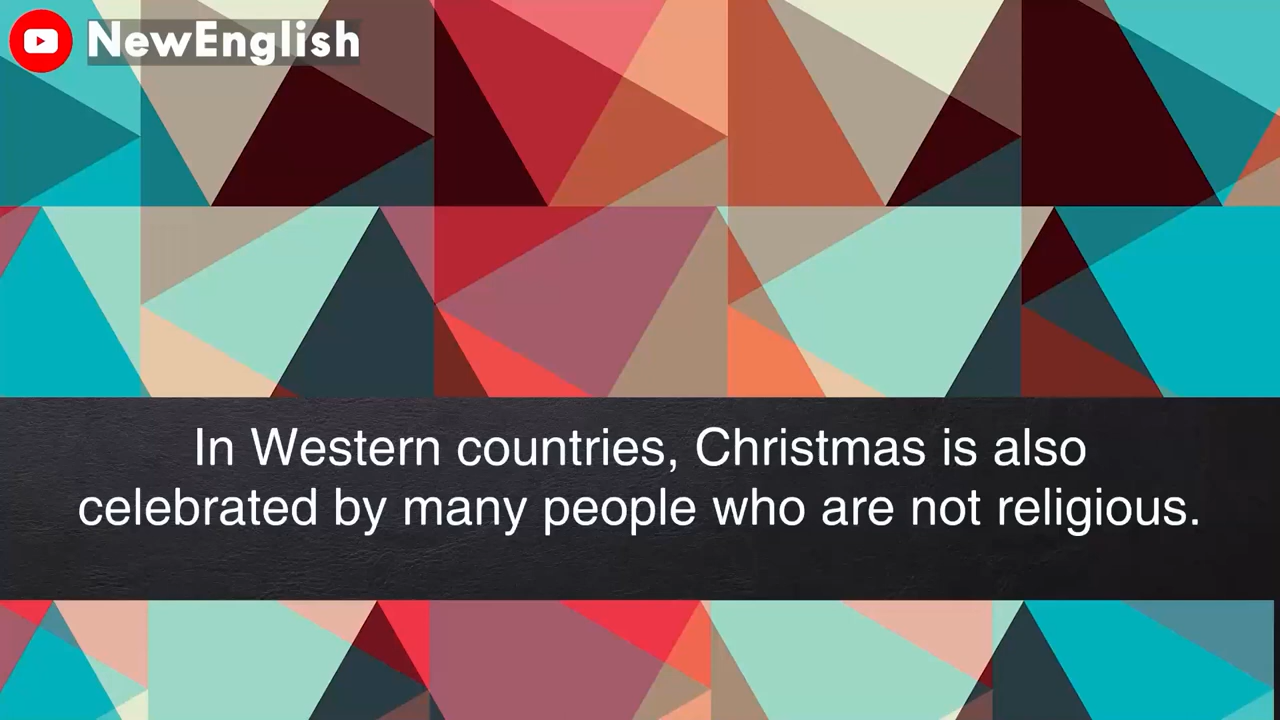 NewEnglish
In Western countries, Christmas is also
celebrated by many people who are not religious.